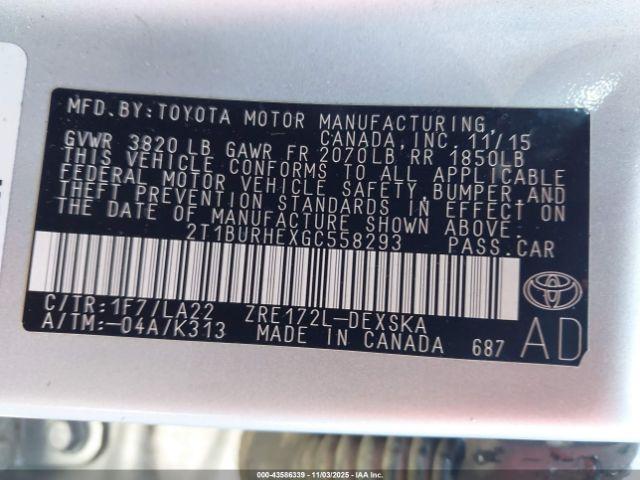 MFD. BY: TOYOTA MOTOR MANUFACTURING,
CANADA, INC. 11/15
GVWR 3820 LB GAWR FR 2070LB RR 1850LB
THIS VEHICLE CONFORMS TO ALL APPLICABLE
FEDERAL MOTOR VEHICLE SAFETY, BUMPER, AND
THEFT PREVENTION STANDARDS IN EFFECT ON
THE DATE OF MANUFACTURE SHOWN ABOVE.
2T1BURHEXGC558293 PASS. CAR
C/TR: 1F7/LA22 ZRE172L-DEXSKA
A/TM:-04A/K313 MADE IN CANADA 687
AD
000-43586339 - 11/03/2025 - IAA Inc.